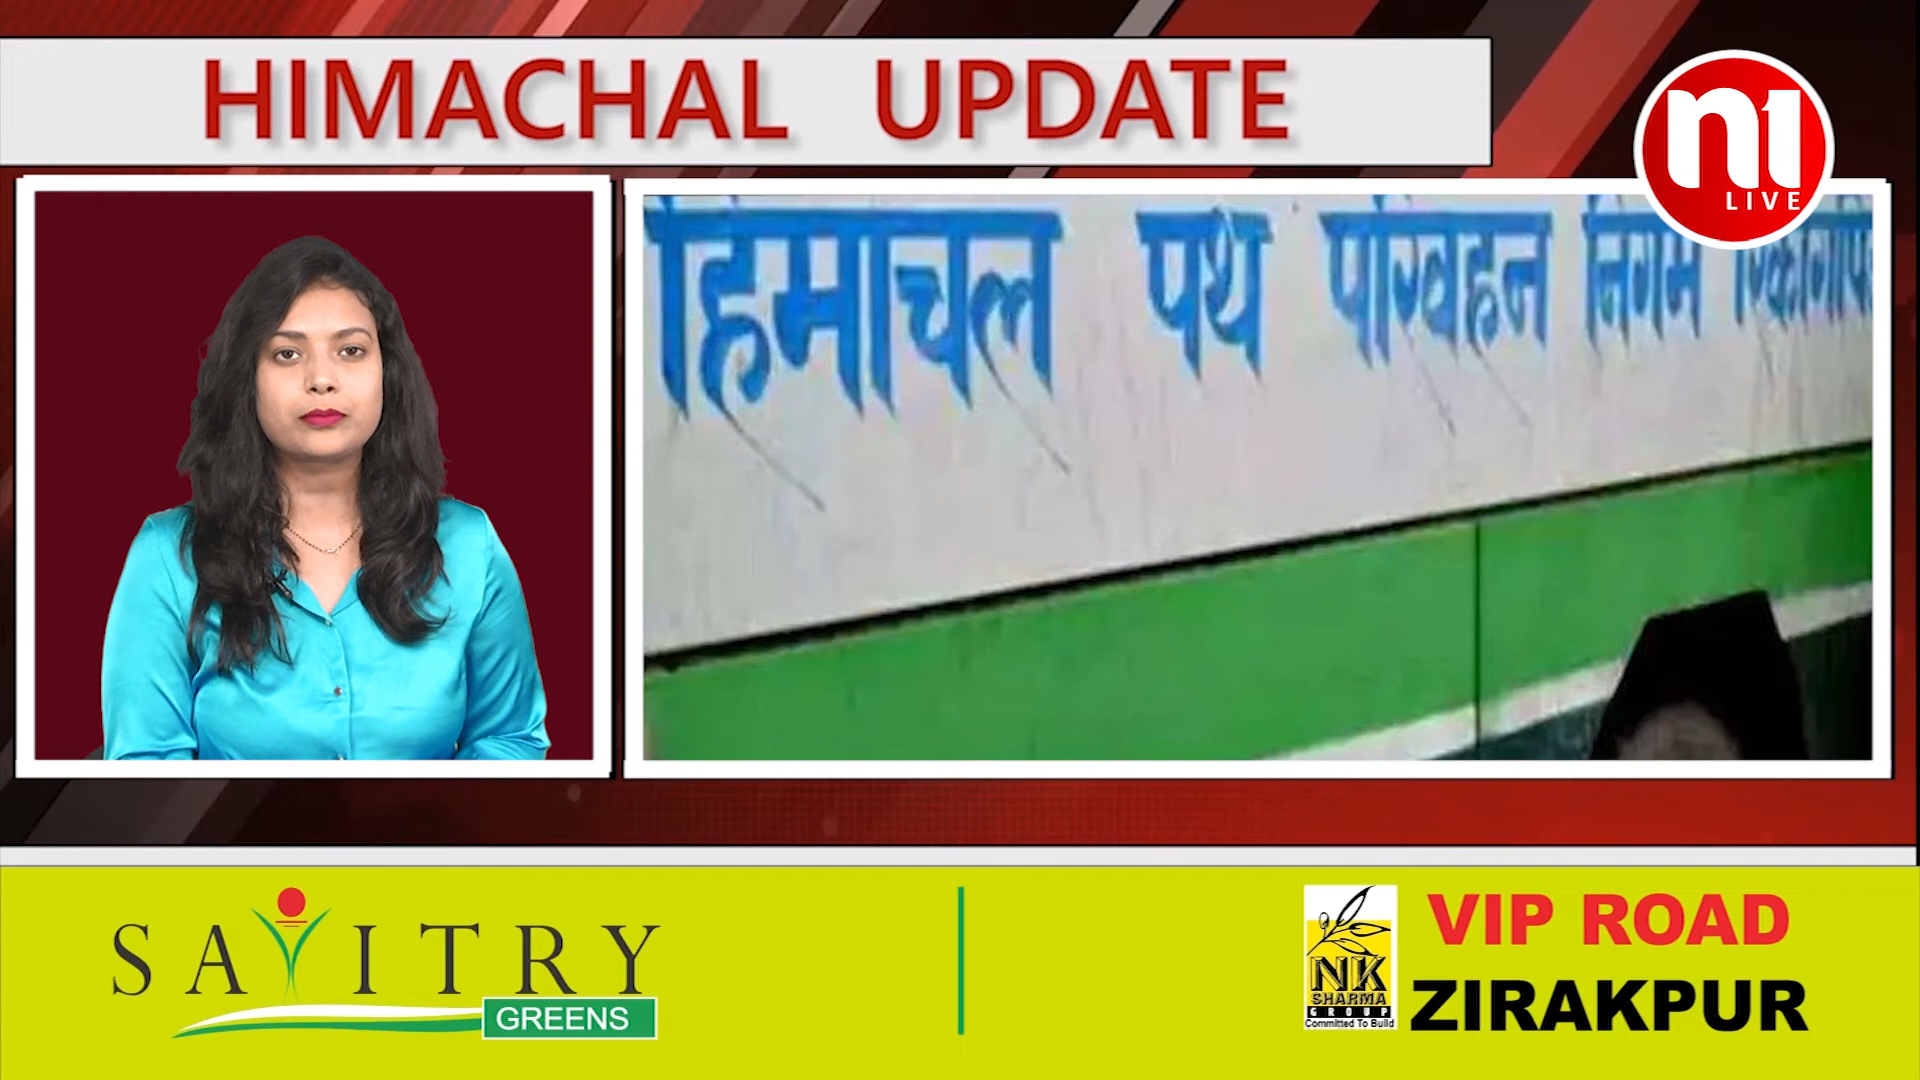 HIMACHAL UPDATE
n1
LIVE
हिमाचल पथ परिवहन निगम
SAVITRY
GREENS
NK
SHARMA
GROUP
Committed To Build
VIP ROAD
ZIRAKPUR